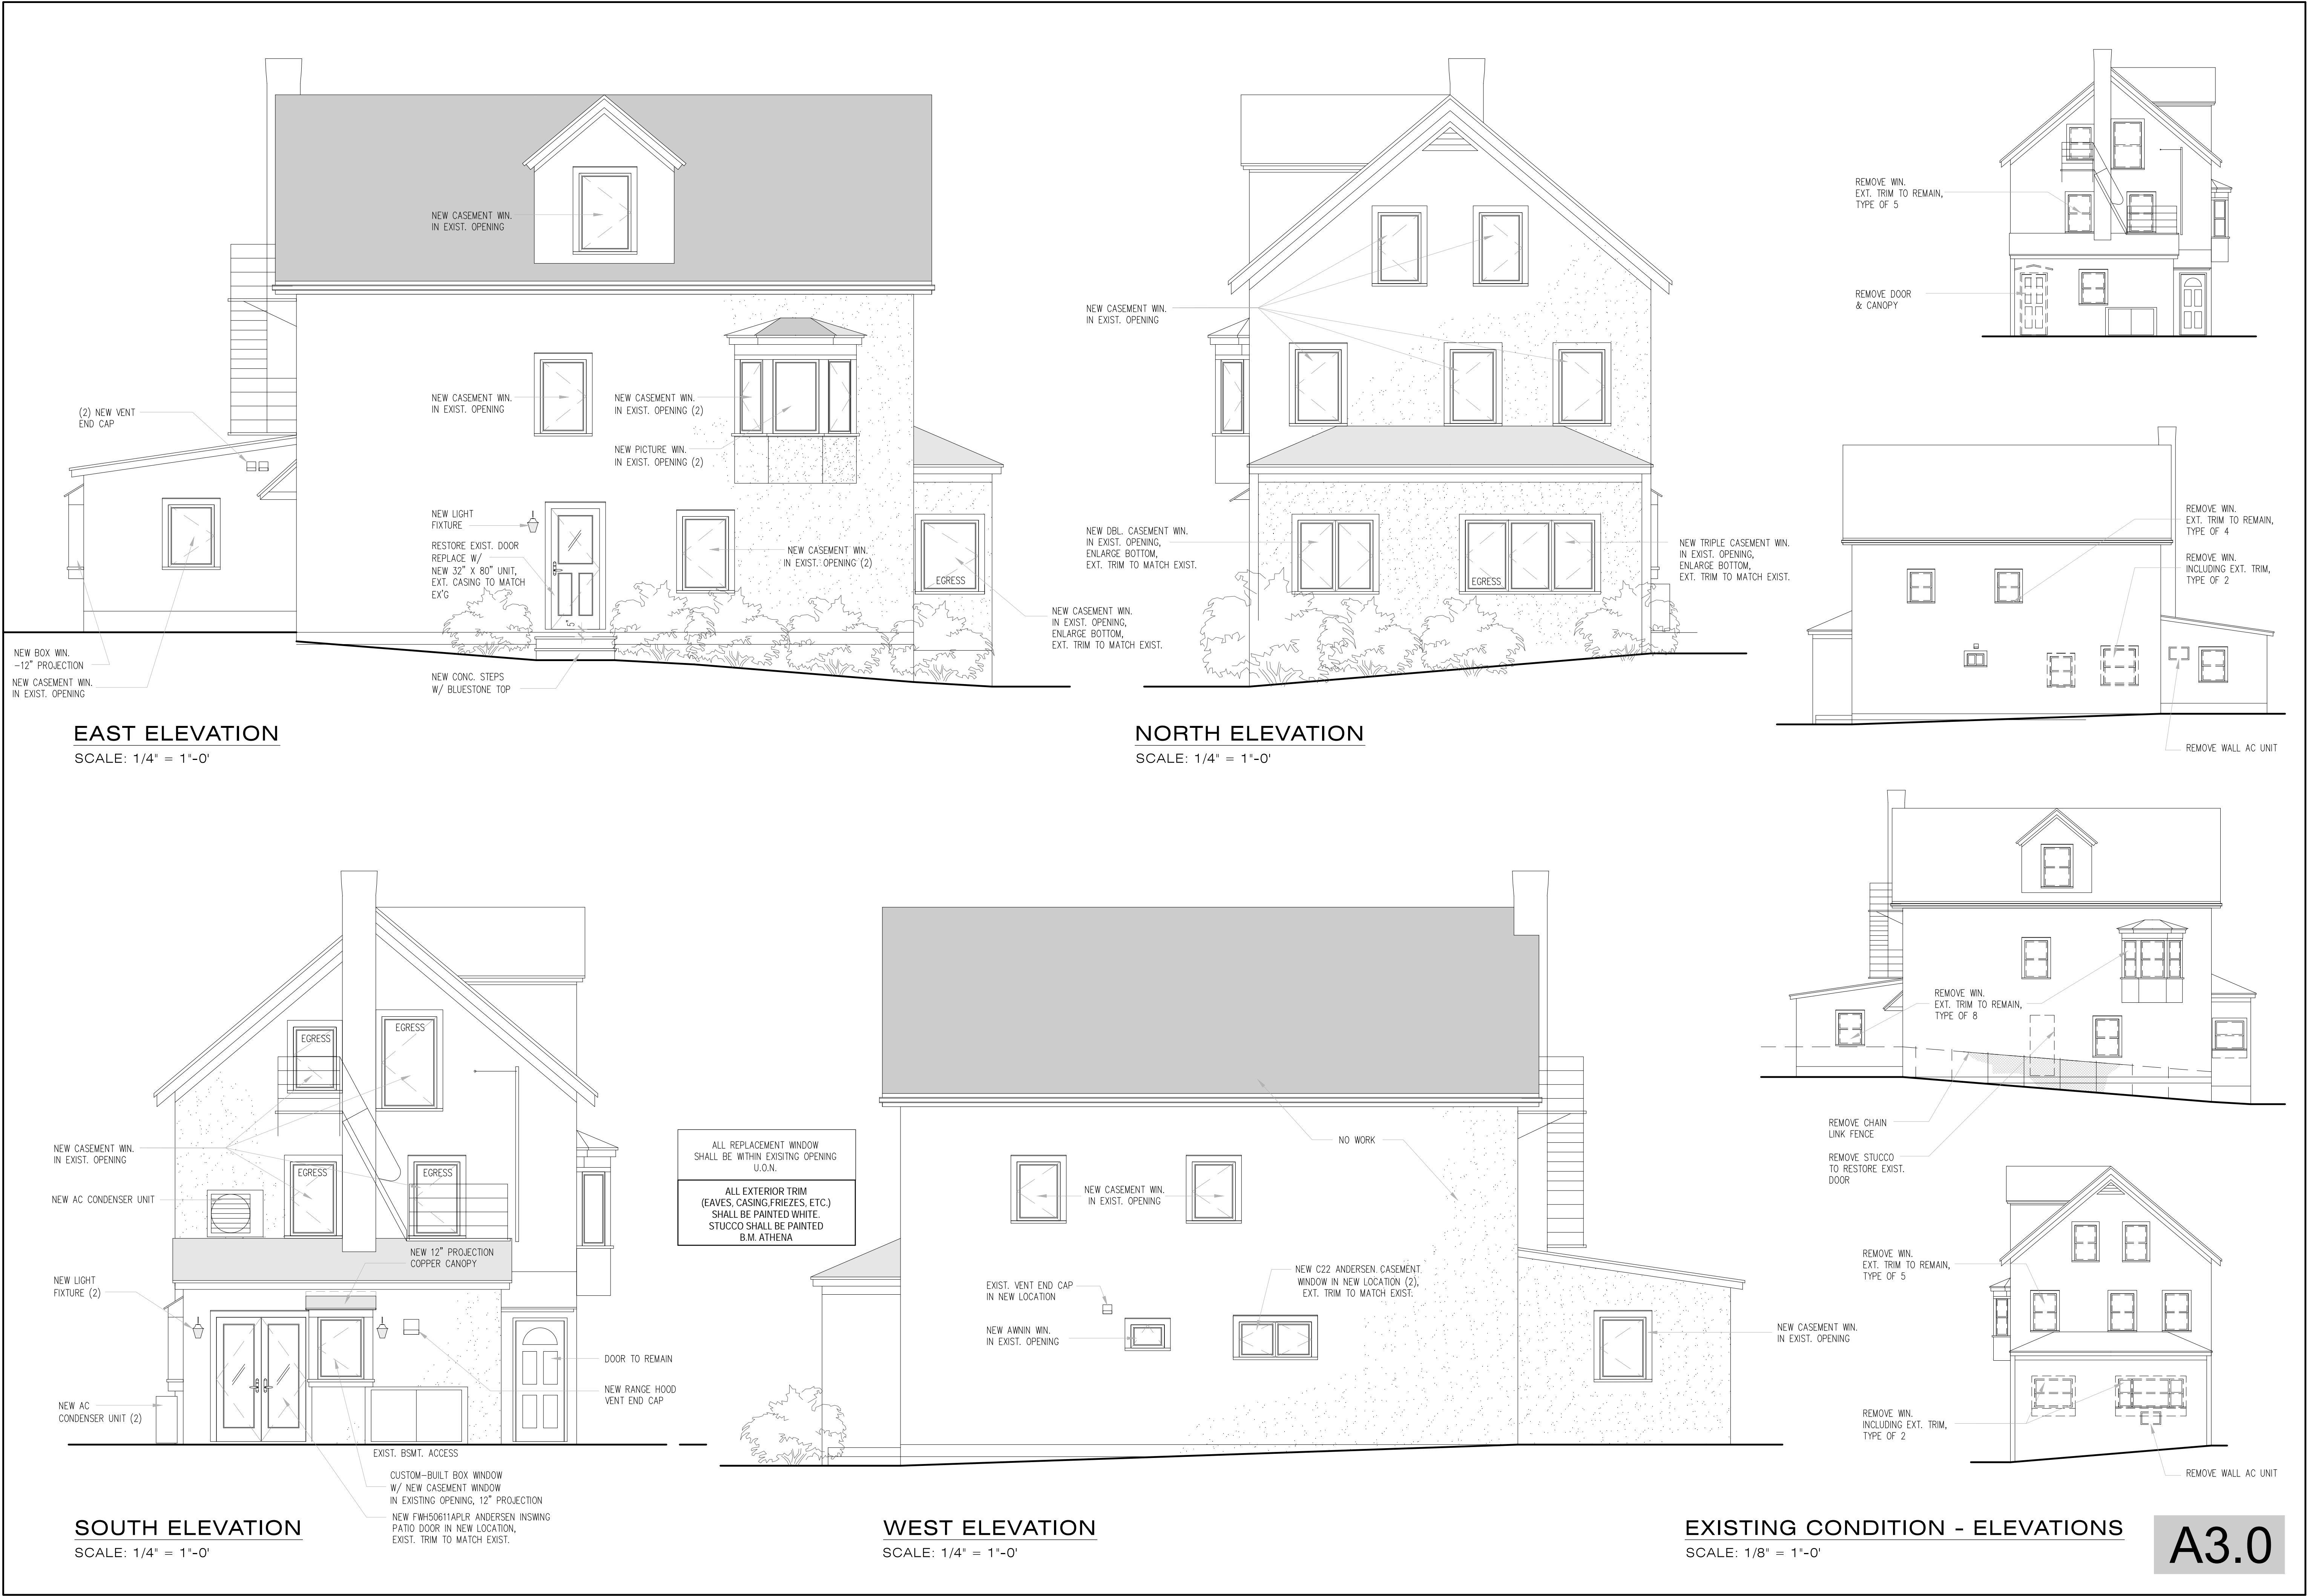 NEW CASEMENT WIN.
IN EXIST. OPENING
(2) NEW VENT
END CAP
NEW CASEMENT WIN.
IN EXIST. OPENING
NEW CASEMENT WIN.
IN EXIST. OPENING (2)
NEW PICTURE WIN.
IN EXIST. OPENING (2)
NEW LIGHT
FIXTURE
RESTORE EXIST. DOOR
REPLACE W/
NEW 32" X 80" UNIT,
EXT. CASING TO MATCH
EX'G
NEW CASEMENT WIN.
IN EXIST. OPENING (2)
EGRESS
NEW CASEMENT WIN.
IN EXIST. OPENING,
ENLARGE BOTTOM,
EXT. TRIM TO MATCH EXIST.
NEW BOX WIN.
-12" PROJECTION
NEW CASEMENT WIN.
IN EXIST. OPENING
NEW CONC. STEPS
W/ BLUESTONE TOP
EAST ELEVATION
SCALE: 1/4" = 1"-0'
NEW CASEMENT WIN.
IN EXIST. OPENING
NEW DBL. CASEMENT WIN.
IN EXIST. OPENING,
ENLARGE BOTTOM,
EXT. TRIM TO MATCH EXIST.
EGRESS
NEW TRIPLE CASEMENT WIN.
IN EXIST. OPENING,
ENLARGE BOTTOM,
EXT. TRIM TO MATCH EXIST.
NORTH ELEVATION
SCALE: 1/4" = 1"-0'
REMOVE WIN.
EXT. TRIM TO REMAIN,
TYPE OF 5
REMOVE DOOR
& CANOPY
REMOVE WIN.
EXT. TRIM TO REMAIN,
TYPE OF 4
REMOVE WIN.
INCLUDING EXT. TRIM,
TYPE OF 2
REMOVE WALL AC UNIT
REMOVE WIN.
EXT. TRIM TO REMAIN,
TYPE OF 8
REMOVE CHAIN
LINK FENCE
REMOVE STUCCO
TO RESTORE EXIST.
DOOR
REMOVE WIN.
EXT. TRIM TO REMAIN,
TYPE OF 5
REMOVE WIN.
INCLUDING EXT. TRIM,
TYPE OF 2
REMOVE WALL AC UNIT
EXISTING CONDITION - ELEVATIONS
SCALE: 1/8" = 1"-0'
EGRESS
EGRESS
NEW CASEMENT WIN.
IN EXIST. OPENING
EGRESS
EGRESS
NEW AC CONDENSER UNIT
NEW 12" PROJECTION
COPPER CANOPY
NEW LIGHT
FIXTURE (2)
DOOR TO REMAIN
NEW RANGE HOOD
VENT END CAP
NEW AC
CONDENSER UNIT (2)
EXIST. BSMT. ACCESS
CUSTOM-BUILT BOX WINDOW
W/ NEW CASEMENT WINDOW
IN EXISTING OPENING, 12" PROJECTION
NEW FWH50611APLR ANDERSEN INSWING
PATIO DOOR IN NEW LOCATION,
EXIST. TRIM TO MATCH EXIST.
SOUTH ELEVATION
SCALE: 1/4" = 1"-0'
ALL REPLACEMENT WINDOW
SHALL BE WITHIN EXISITNG OPENING
U.O.N.
ALL EXTERIOR TRIM
(EAVES, CASING,FRIEZES, ETC.)
SHALL BE PAINTED WHITE.
STUCCO SHALL BE PAINTED
B.M. ATHENA
NO WORK
NEW CASEMENT WIN.
IN EXIST. OPENING
EXIST. VENT END CAP
IN NEW LOCATION
NEW AWNIN WIN.
IN EXIST. OPENING
NEW C22 ANDERSEN CASEMENT
WINDOW IN NEW LOCATION (2),
EXT. TRIM TO MATCH EXIST.
NEW CASEMENT WIN.
IN EXIST. OPENING
WEST ELEVATION
SCALE: 1/4" = 1"-0'
A3.0